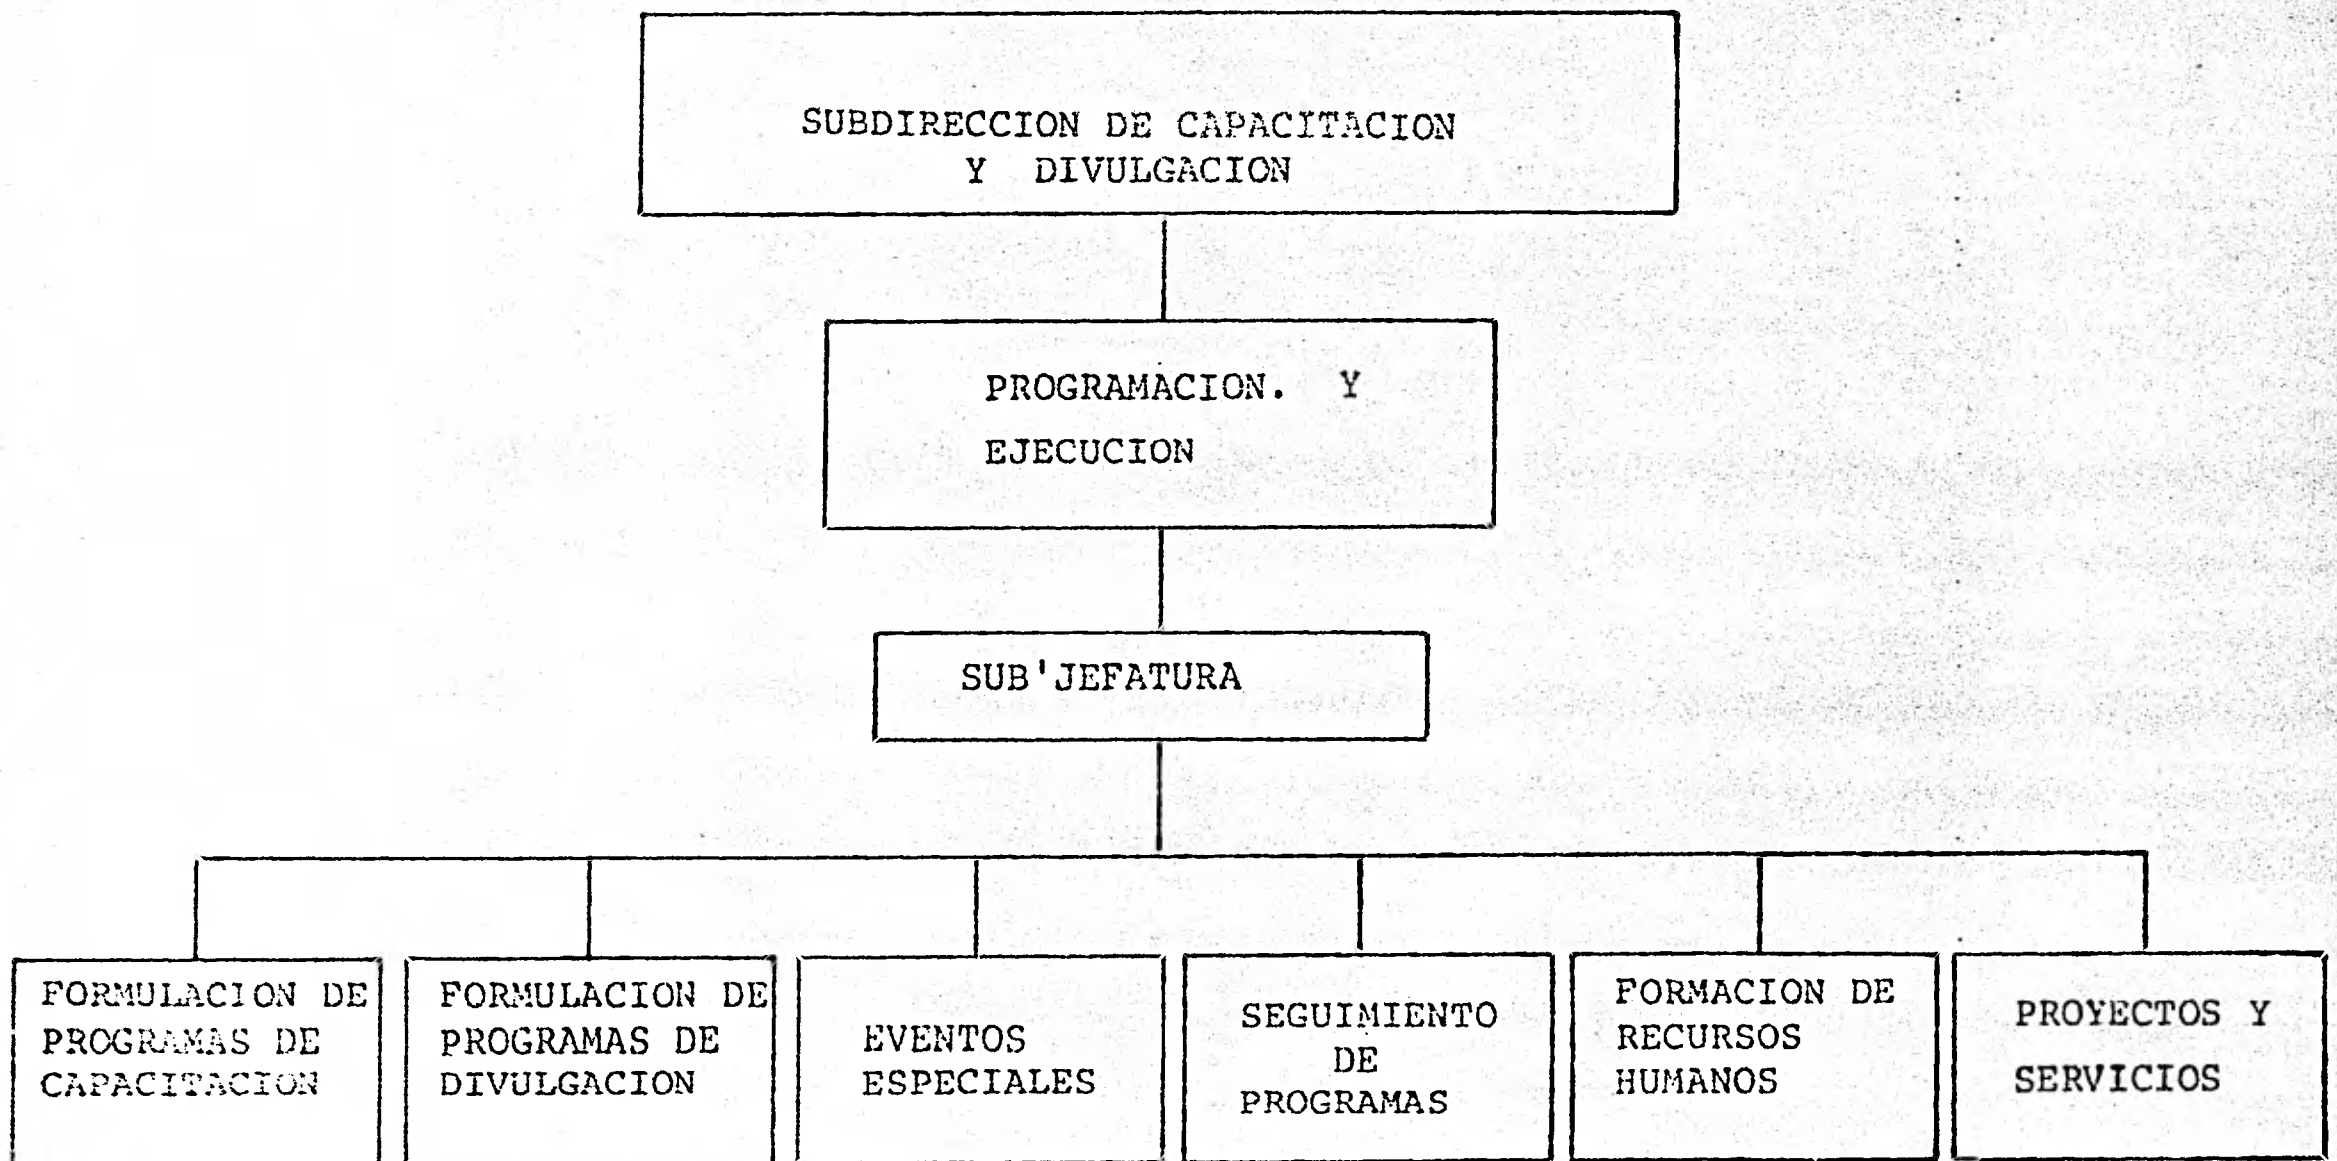 SUBDIRECCION DE CAPACITACION
Y DIVULGACION
PROGRAMACION. Y
EJECUCION
SUB'JEFATURA
FORMULACION DE
PROGRAMAS DE
CAPACITACION
FORMULACION DE
PROGRAMAS DE
DIVULGACION
EVENTOS
ESPECIALES
SEGUIMIENTO
DE
PROGRAMAS
FORMACION DE
RECURSOS
HUMANOS
PROYECTOS Y
SERVICIOS